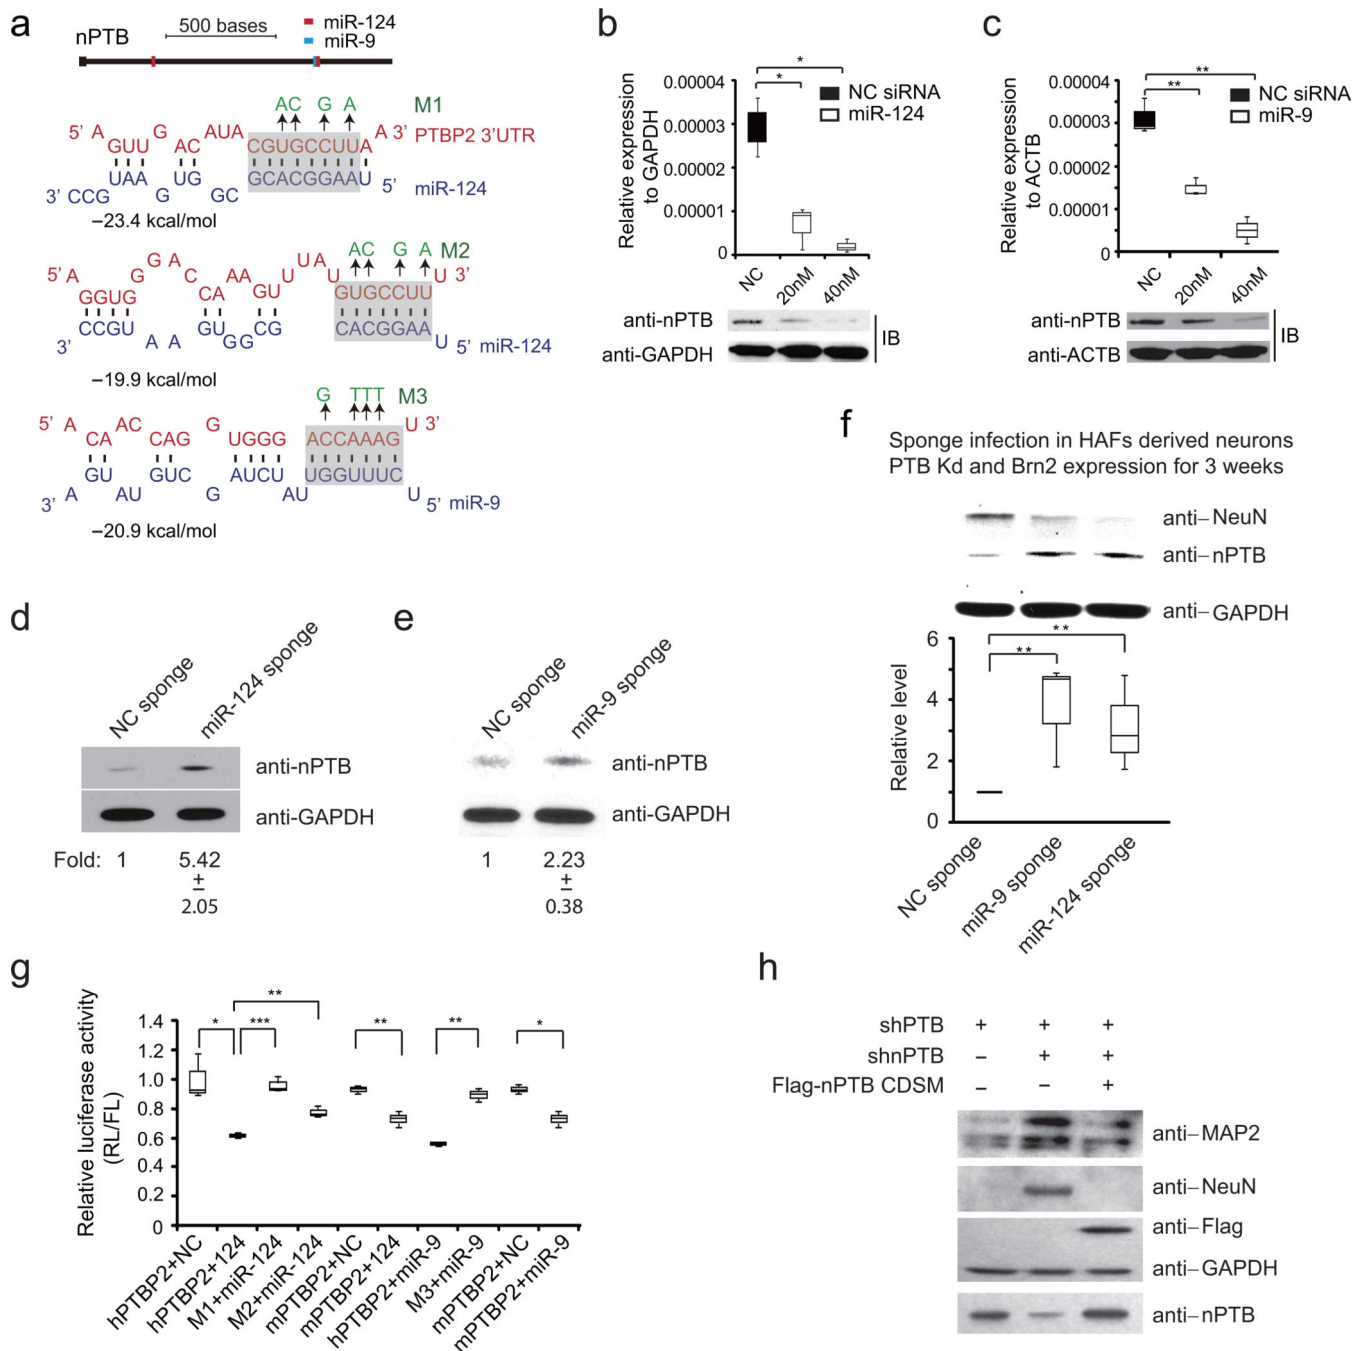 a
500 bases
miR-124
miR-9
nPTB
AC G A M1
5' A GUU G AC AUA CGUGCCUU A A 3' PTBP2 3'UTR
3' CCG UAA G UG GC GCACGGAAU 5' miR-124
−23.4 kcal/mol
AC G A M2
5' A GGUG G G A C CA AA GU U U A U GUGCCUU U 3'
3' CCGU A A GU GG CG CACGGAA U 5' miR-124
−19.9 kcal/mol
G TTT M3
5' A CA AC CAG G UGGG ACCAAAG U 3'
3' A GU AU GUC G AUCU AU UGGUUUC U 5' miR-9
−20.9 kcal/mol
b
Relative expression
to GAPDH
0.00004
0.00003
0.00002
0.00001
0
* *
NC siRNA
miR-124
NC 20nM 40nM
anti-nPTB
anti-GAPDH
IB
c
Relative expression
to ACTB
0.00004
0.00003
0.00002
0.00001
0
** **
NC siRNA
miR-9
NC 20nM 40nM
anti-nPTB
anti-ACTB
IB
d
NC sponge
miR-124 sponge
anti-nPTB
anti-GAPDH
Fold: 1 5.42
±
2.05
e
NC sponge
miR-9 sponge
anti-nPTB
anti-GAPDH
1 2.23
±
0.38
f
Sponge infection in HAFs derived neurons
PTB Kd and Brn2 expression for 3 weeks
anti−NeuN
anti−nPTB
anti−GAPDH
Relative level
6
4
2
0
** **
NC sponge
miR-9 sponge
miR-124 sponge
g
Relative luciferase activity
(RL/FL)
1.4
1.2
1.0
0.8
0.6
0.4
0.2
0
* *** ** ** ** *
hPTBP2+NC
hPTBP2+124
M1+miR-124
M2+miR-124
mPTBP2+NC
mPTBP2+124
hPTBP2+miR-9
M3+miR-9
mPTBP2+NC
mPTBP2+miR-9
h
shPTB + + +
shnPTB − + +
Flag-nPTB CDSM − − +
anti−MAP2
anti−NeuN
anti−Flag
anti−GAPDH
anti−nPTB